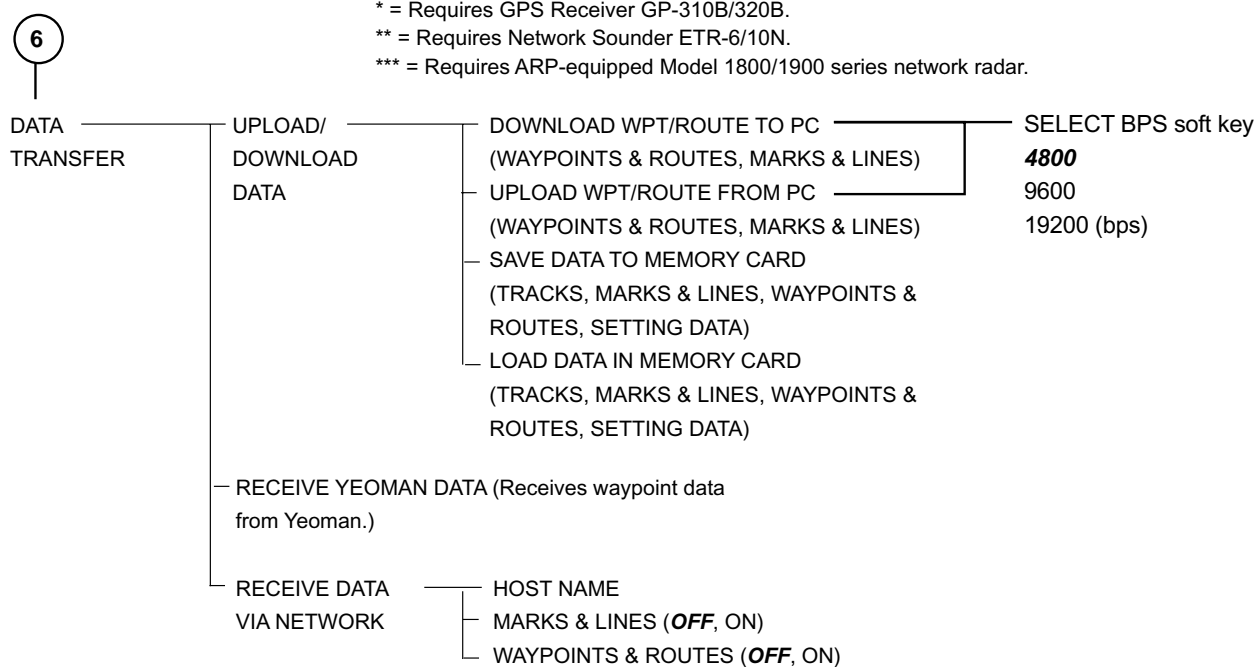 * = Requires GPS Receiver GP-310B/320B.
** = Requires Network Sounder ETR-6/10N.
*** = Requires ARP-equipped Model 1800/1900 series network radar.
6
DATA
TRANSFER
UPLOAD/
DOWNLOAD
DATA
DOWNLOAD WPT/ROUTE TO PC
(WAYPOINTS & ROUTES, MARKS & LINES)
UPLOAD WPT/ROUTE FROM PC
(WAYPOINTS & ROUTES, MARKS & LINES)
SAVE DATA TO MEMORY CARD
(TRACKS, MARKS & LINES, WAYPOINTS &
ROUTES, SETTING DATA)
LOAD DATA IN MEMORY CARD
(TRACKS, MARKS & LINES, WAYPOINTS &
ROUTES, SETTING DATA)
SELECT BPS soft key
4800
9600
19200 (bps)
RECEIVE YEOMAN DATA (Receives waypoint data
from Yeoman.)
RECEIVE DATA
VIA NETWORK
HOST NAME
MARKS & LINES (OFF, ON)
WAYPOINTS & ROUTES (OFF, ON)